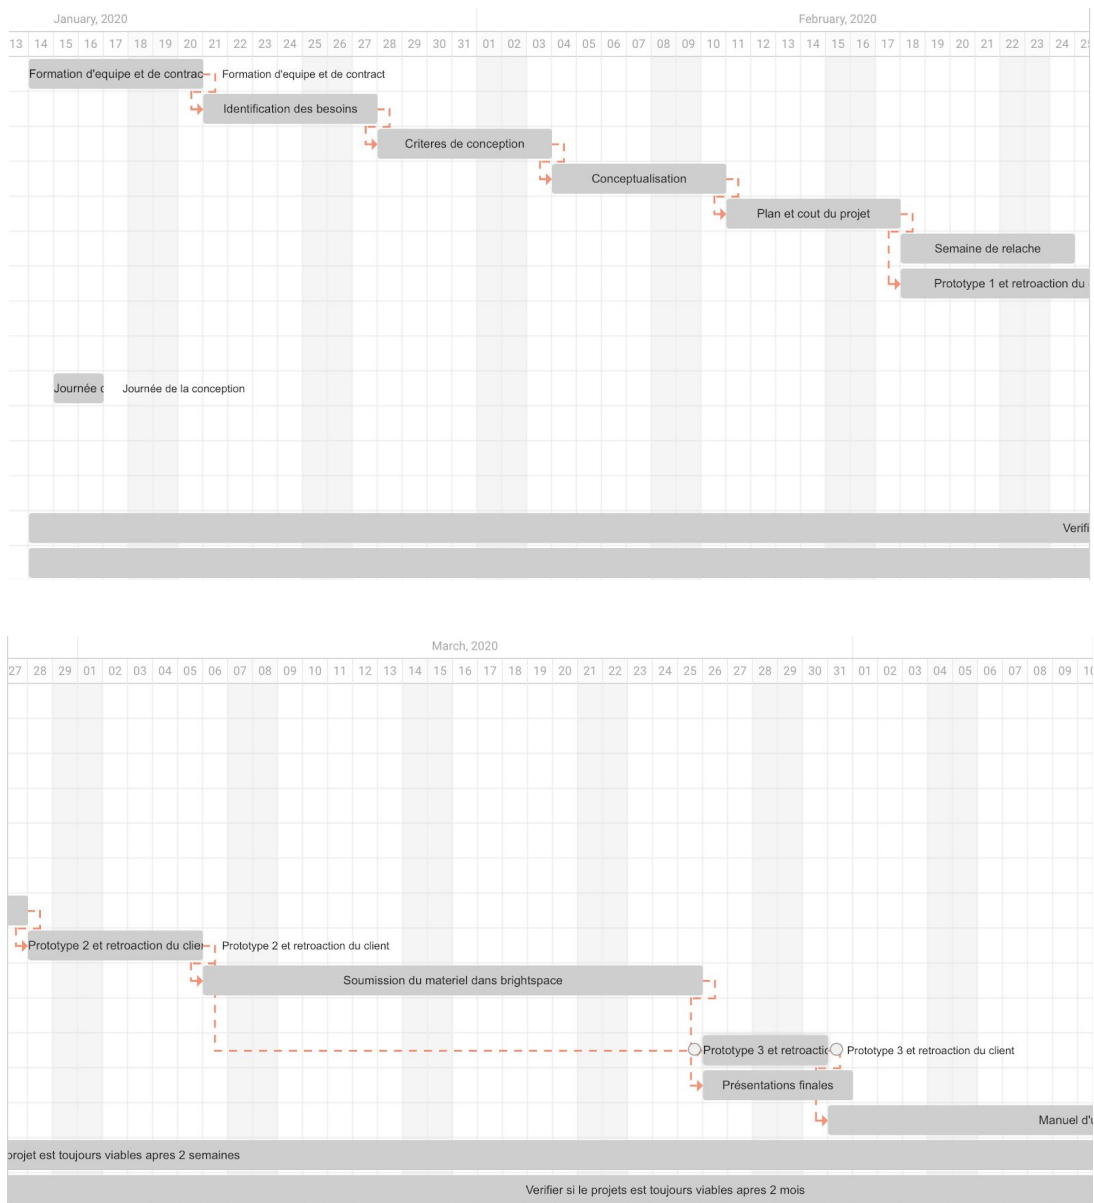 January, 2020 February, 2020
13 14 15 16 17 18 19 20 21 22 23 24 25 26 27 28 29 30 31 01 02 03 04 05 06 07 08 09 10 11 12 13 14 15 16 17 18 19 20 21 22 23 24 25
Formation d'equipe et de contrac Formation d'equipe et de contract
Identification des besoins
Criteres de conception
Conceptualisation
Plan et cout du projet
Semaine de relache
Prototype 1 et retroaction du
Journée d Journée de la conception
Verifi
March, 2020
27 28 29 01 02 03 04 05 06 07 08 09 10 11 12 13 14 15 16 17 18 19 20 21 22 23 24 25 26 27 28 29 30 31 01 02 03 04 05 06 07 08 09 10
Prototype 2 et retroaction du clien Prototype 2 et retroaction du client
Soumission du materiel dans brightspace
Prototype 3 et retroactic Prototype 3 et retroaction du client
Présentations finales
Manuel d'u
projet est toujours viables apres 2 semaines
Verifier si le projets est toujours viables apres 2 mois